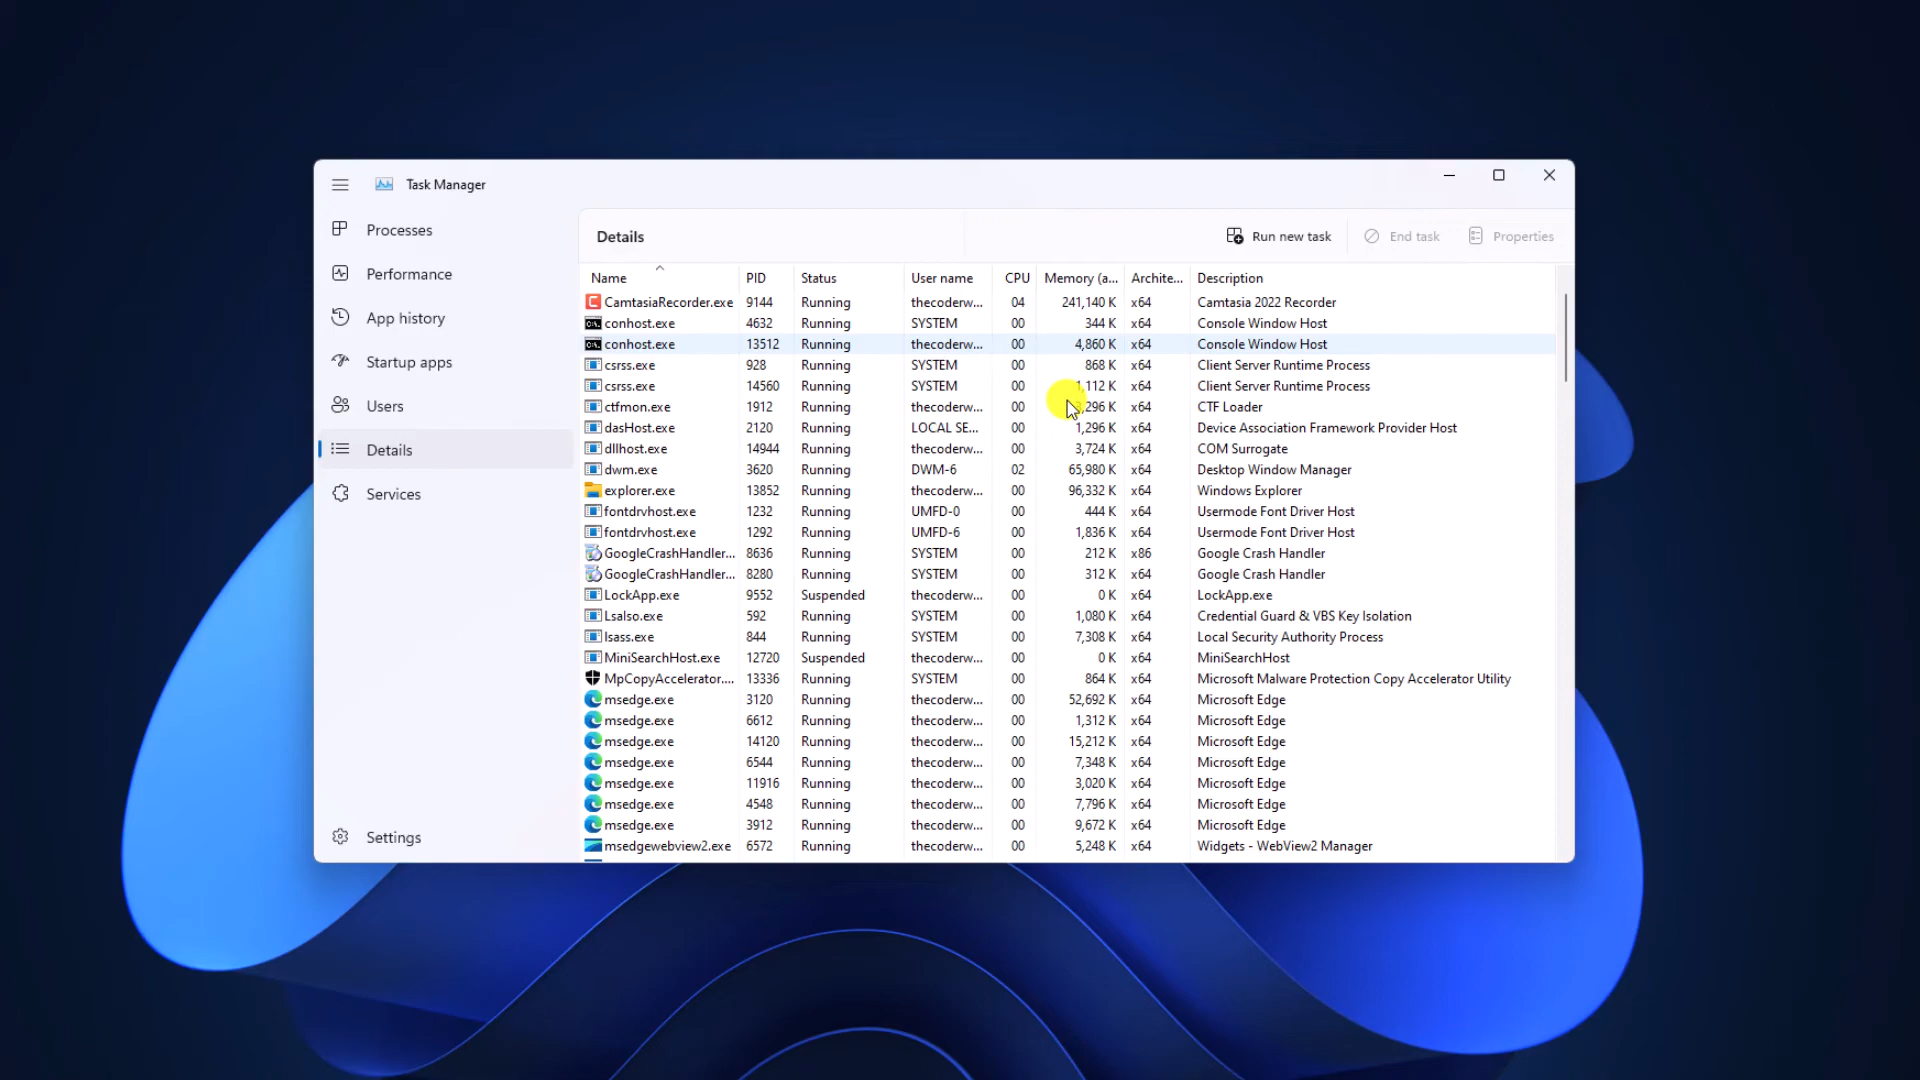 Task Manager
Processes
Performance
App history
Startup apps
Users
Details
Services
Settings
Details Run new task End task Properties
Name PID Status User name CPU Memory (a... Archite... Description
CamtasiaRecorder.exe 9144 Running thecoderw... 04 241,140 K x64 Camtasia 2022 Recorder
conhost.exe 4632 Running SYSTEM 00 344 K x64 Console Window Host
conhost.exe 13512 Running thecoderw... 00 4,860 K x64 Console Window Host
csrss.exe 928 Running SYSTEM 00 868 K x64 Client Server Runtime Process
csrss.exe 14560 Running SYSTEM 00 1,112 K x64 Client Server Runtime Process
ctfmon.exe 1912 Running thecoderw... 00 ,296 K x64 CTF Loader
dasHost.exe 2120 Running LOCAL SE... 00 1,296 K x64 Device Association Framework Provider Host
dllhost.exe 14944 Running thecoderw... 00 3,724 K x64 COM Surrogate
dwm.exe 3620 Running DWM-6 02 65,980 K x64 Desktop Window Manager
explorer.exe 13852 Running thecoderw... 00 96,332 K x64 Windows Explorer
fontdrvhost.exe 1232 Running UMFD-0 00 444 K x64 Usermode Font Driver Host
fontdrvhost.exe 1292 Running UMFD-6 00 1,836 K x64 Usermode Font Driver Host
GoogleCrashHandler... 8636 Running SYSTEM 00 212 K x86 Google Crash Handler
GoogleCrashHandler... 8280 Running SYSTEM 00 312 K x64 Google Crash Handler
LockApp.exe 9552 Suspended thecoderw... 00 0 K x64 LockApp.exe
LsaIso.exe 592 Running SYSTEM 00 1,080 K x64 Credential Guard & VBS Key Isolation
lsass.exe 844 Running SYSTEM 00 7,308 K x64 Local Security Authority Process
MiniSearchHost.exe 12720 Suspended thecoderw... 00 0 K x64 MiniSearchHost
MpCopyAccelerator.... 13336 Running SYSTEM 00 864 K x64 Microsoft Malware Protection Copy Accelerator Utility
msedge.exe 3120 Running thecoderw... 00 52,692 K x64 Microsoft Edge
msedge.exe 6612 Running thecoderw... 00 1,312 K x64 Microsoft Edge
msedge.exe 14120 Running thecoderw... 00 15,212 K x64 Microsoft Edge
msedge.exe 6544 Running thecoderw... 00 7,348 K x64 Microsoft Edge
msedge.exe 11916 Running thecoderw... 00 3,020 K x64 Microsoft Edge
msedge.exe 4548 Running thecoderw... 00 7,796 K x64 Microsoft Edge
msedge.exe 3912 Running thecoderw... 00 9,672 K x64 Microsoft Edge
msedgewebview2.exe 6572 Running thecoderw... 00 5,248 K x64 Widgets - WebView2 Manager